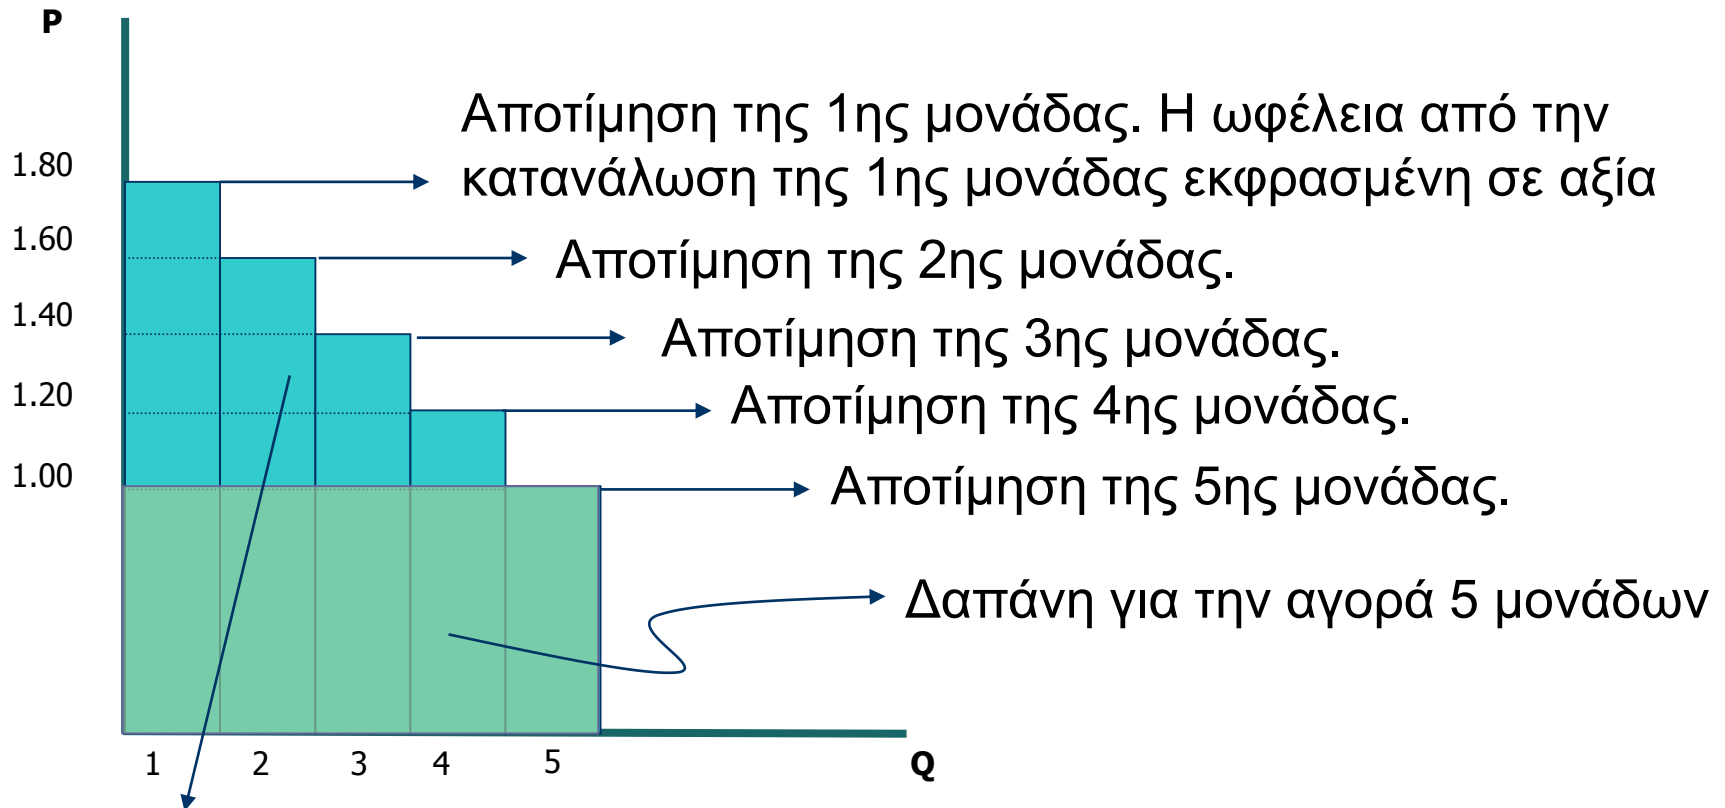 P
Αποτίμηση της 1ης μονάδας. Η ωφέλεια από την
κατανάλωση της 1ης μονάδας εκφρασμένη σε αξία
1.80
1.60
Αποτίμηση της 2ης μονάδας.
1.40
Αποτίμηση της 3ης μονάδας.
1.20
Αποτίμηση της 4ης μονάδας.
1.00
Αποτίμηση της 5ης μονάδας.
Δαπάνη για την αγορά 5 μονάδων
1 2 3 4 5 Q